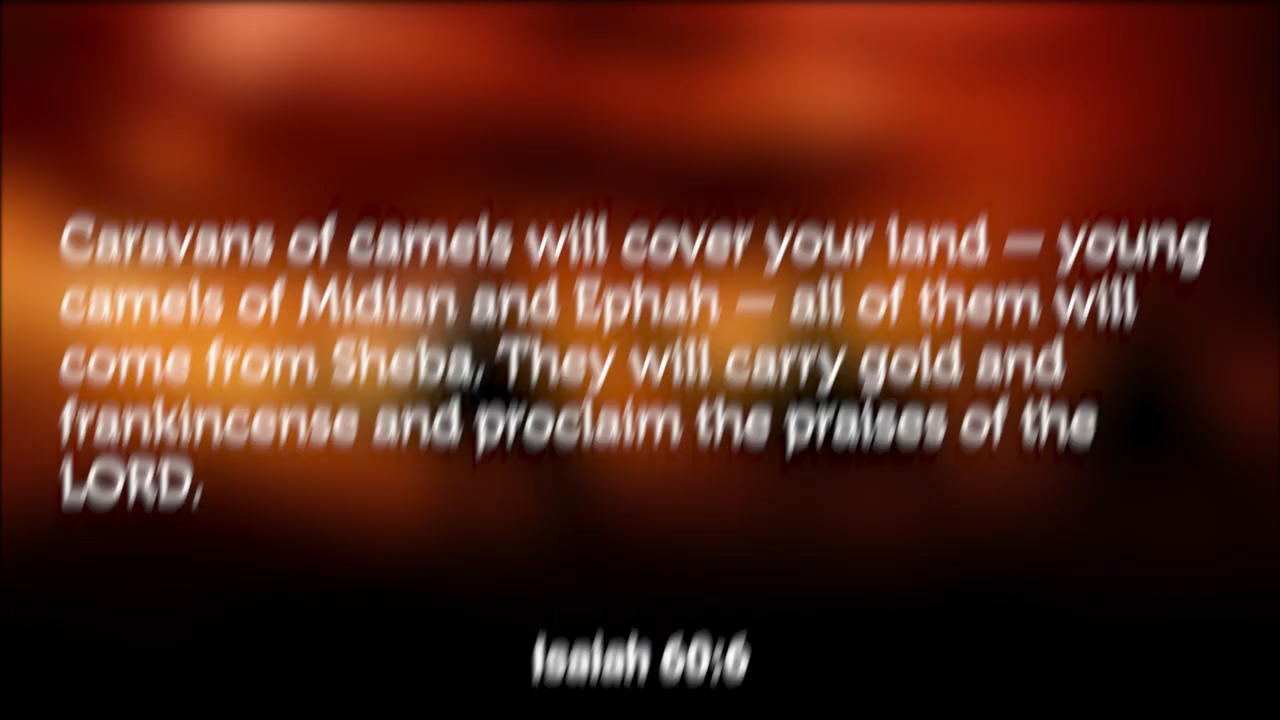 Caravans of camels will cover your land — young
camels of Midian and Ephah — all of them will
come from Sheba. They will carry gold and
frankincense and proclaim the praises of the
LORD.
Isaiah 60:6